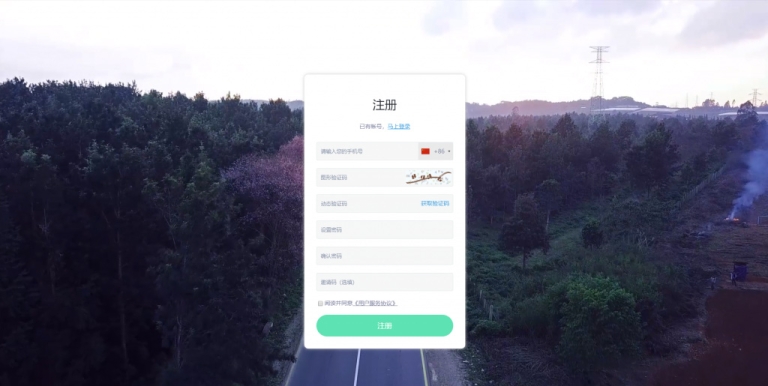 注册
已有账号，马上登录
请输入您的手机号 +86
图形验证码
动态验证码 获取验证码
设置密码
确认密码
邀请码（选填）
阅读并同意《用户服务协议》
注册